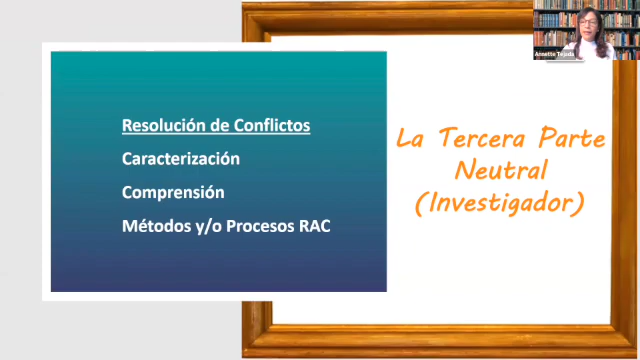 Annette Tejada
Resolución de Conflictos
Caracterización
Comprensión
Métodos y/o Procesos RAC
La Tercera Parte
Neutral
(Investigador)